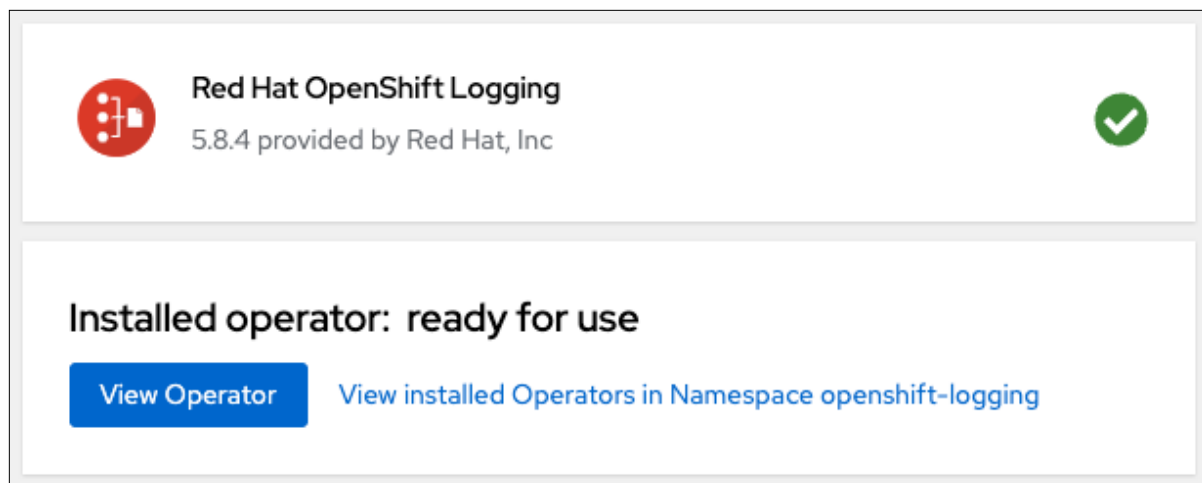 Red Hat OpenShift Logging
5.8.4 provided by Red Hat, Inc
Installed operator: ready for use
View Operator
View installed Operators in Namespace openshift-logging